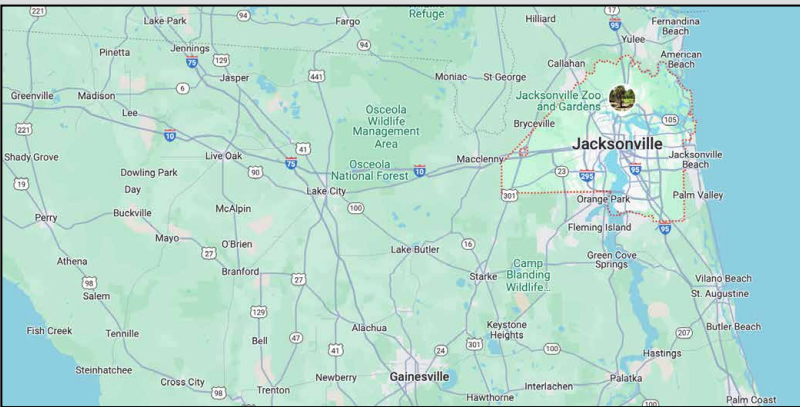 221
Lake Park
Fargo
Refuge
Hilliard
17
95
Fernandina
Beach
Yulee
Pinetta
Jennings
75
129
94
441
94
Callahan
American
Beach
Jasper
Moniac
St George
Jacksonville Zoo
and Gardens
Greenville
Madison
6
Lee
Osceola
Wildlife
Management
Area
Bryceville
105
221
10
41
Jacksonville
Shady Grove
Live Oak
75
Osceola
National Forest
10
Macclenny
Jacksonville
Beach
Dowling Park
90
23
295
95
19
Day
Lake City
301
Orange Park
Palm Valley
Perry
Buckville
McAlpin
100
Fleming Island
95
Mayo
O'Brien
27
16
Lake Butler
Green Cove
Springs
Athena
98
Salem
Branford
27
Starke
Camp
Blanding
Wildlife...
Vilano Beach
St. Augustine
Fish Creek
Tennille
129
Bell
47
41
Alachua
Keystone
Heights
207
Butler Beach
Steinhatchee
24
301
100
Hastings
Cross City
98
Trenton
Newberry
Gainesville
Hawthorne
Interlachen
Palatka
100
Palm Coast